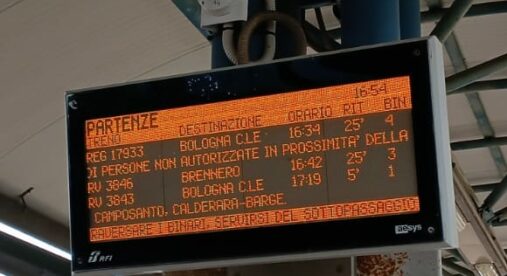 16:54
PARTENZE
TRENO DESTINAZIONE ORARIO RIT BIN
REG 17933 BOLOGNA C.LE 16:34 25' 4
DI PERSONE NON AUTORIZZATE IN PROSSIMITA' DELLA
RV 3846 BRENNERO 16:42 25' 3
RV 3843 BOLOGNA C.LE 17:19 5' 1
CAMPOSANTO, CALDERARA-BARGE.
RAVERSARE I BINARI, SERVIRSI DEL SOTTOPASSAGGIO
RFI aesys